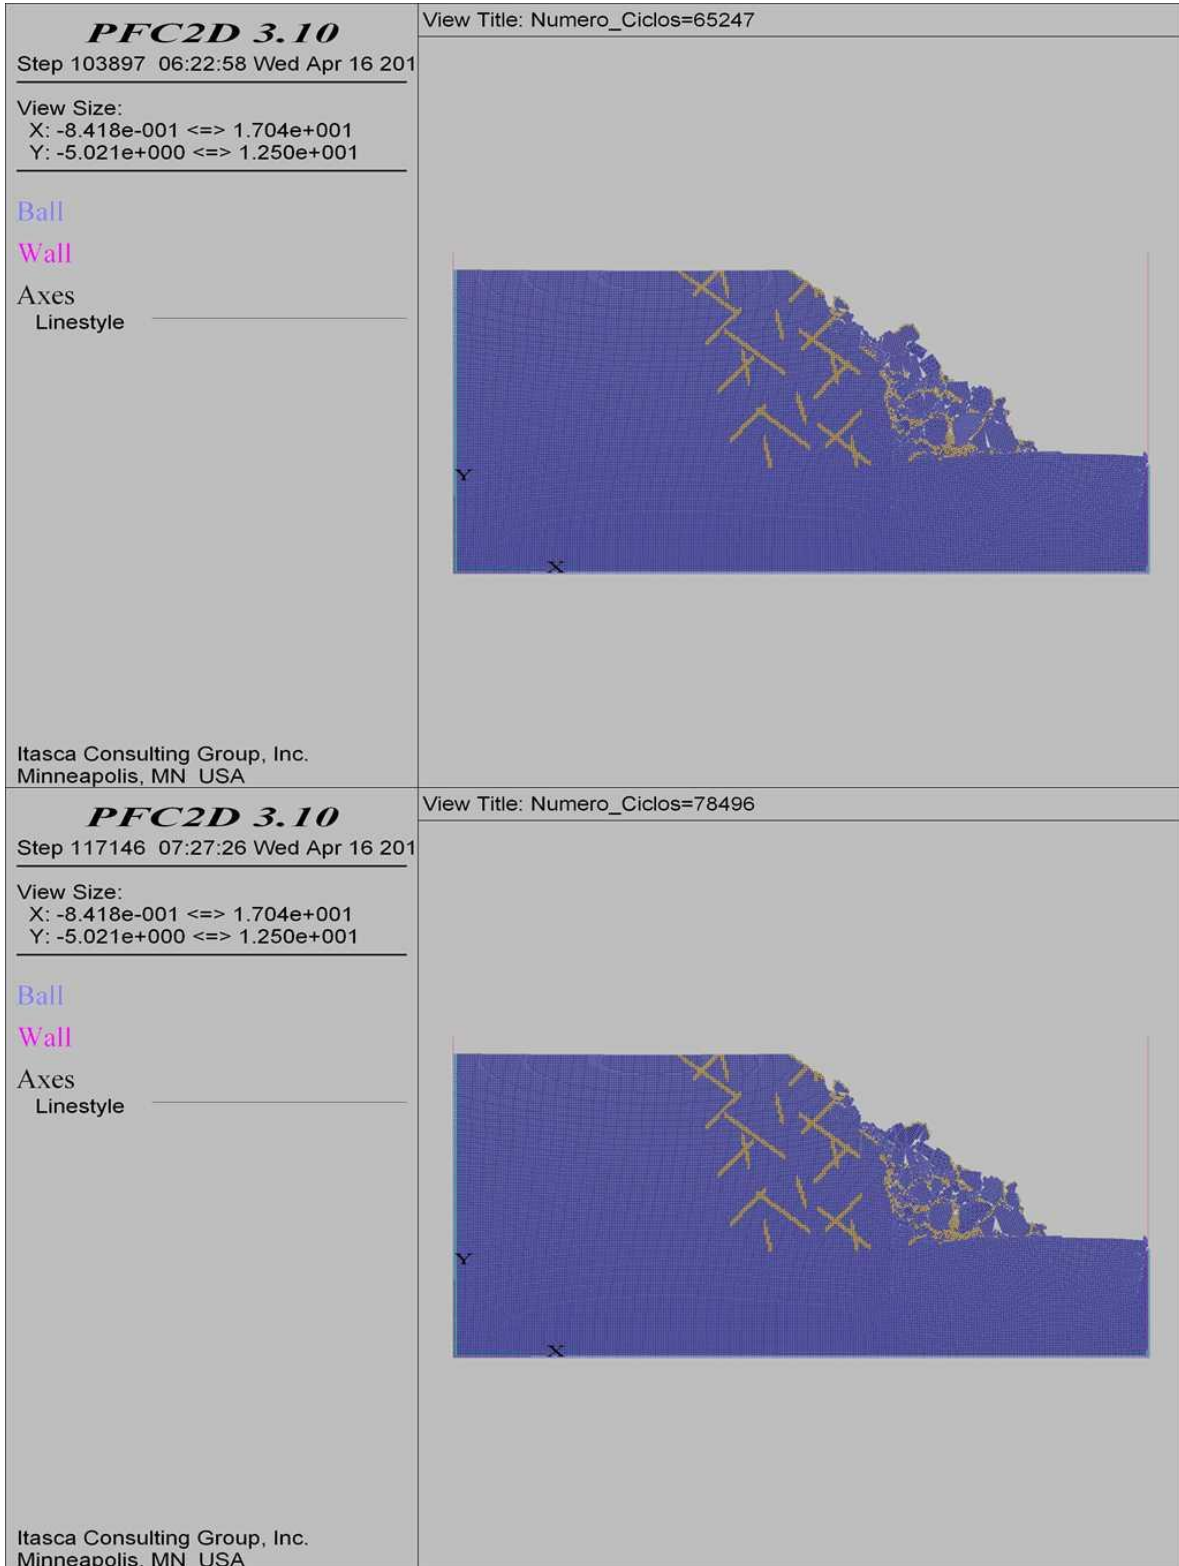 PFC2D 3.10
Step 103897 06:22:58 Wed Apr 16 201
View Size:
X: -8.418e-001 <=> 1.704e+001
Y: -5.021e+000 <=> 1.250e+001
Ball
Wall
Axes
Linestyle
Itasca Consulting Group, Inc.
Minneapolis, MN USA
View Title: Numero_Ciclos=65247
Y
X
PFC2D 3.10
Step 117146 07:27:26 Wed Apr 16 201
View Size:
X: -8.418e-001 <=> 1.704e+001
Y: -5.021e+000 <=> 1.250e+001
Ball
Wall
Axes
Linestyle
Itasca Consulting Group, Inc.
Minneapolis, MN USA
View Title: Numero_Ciclos=78496
Y
X